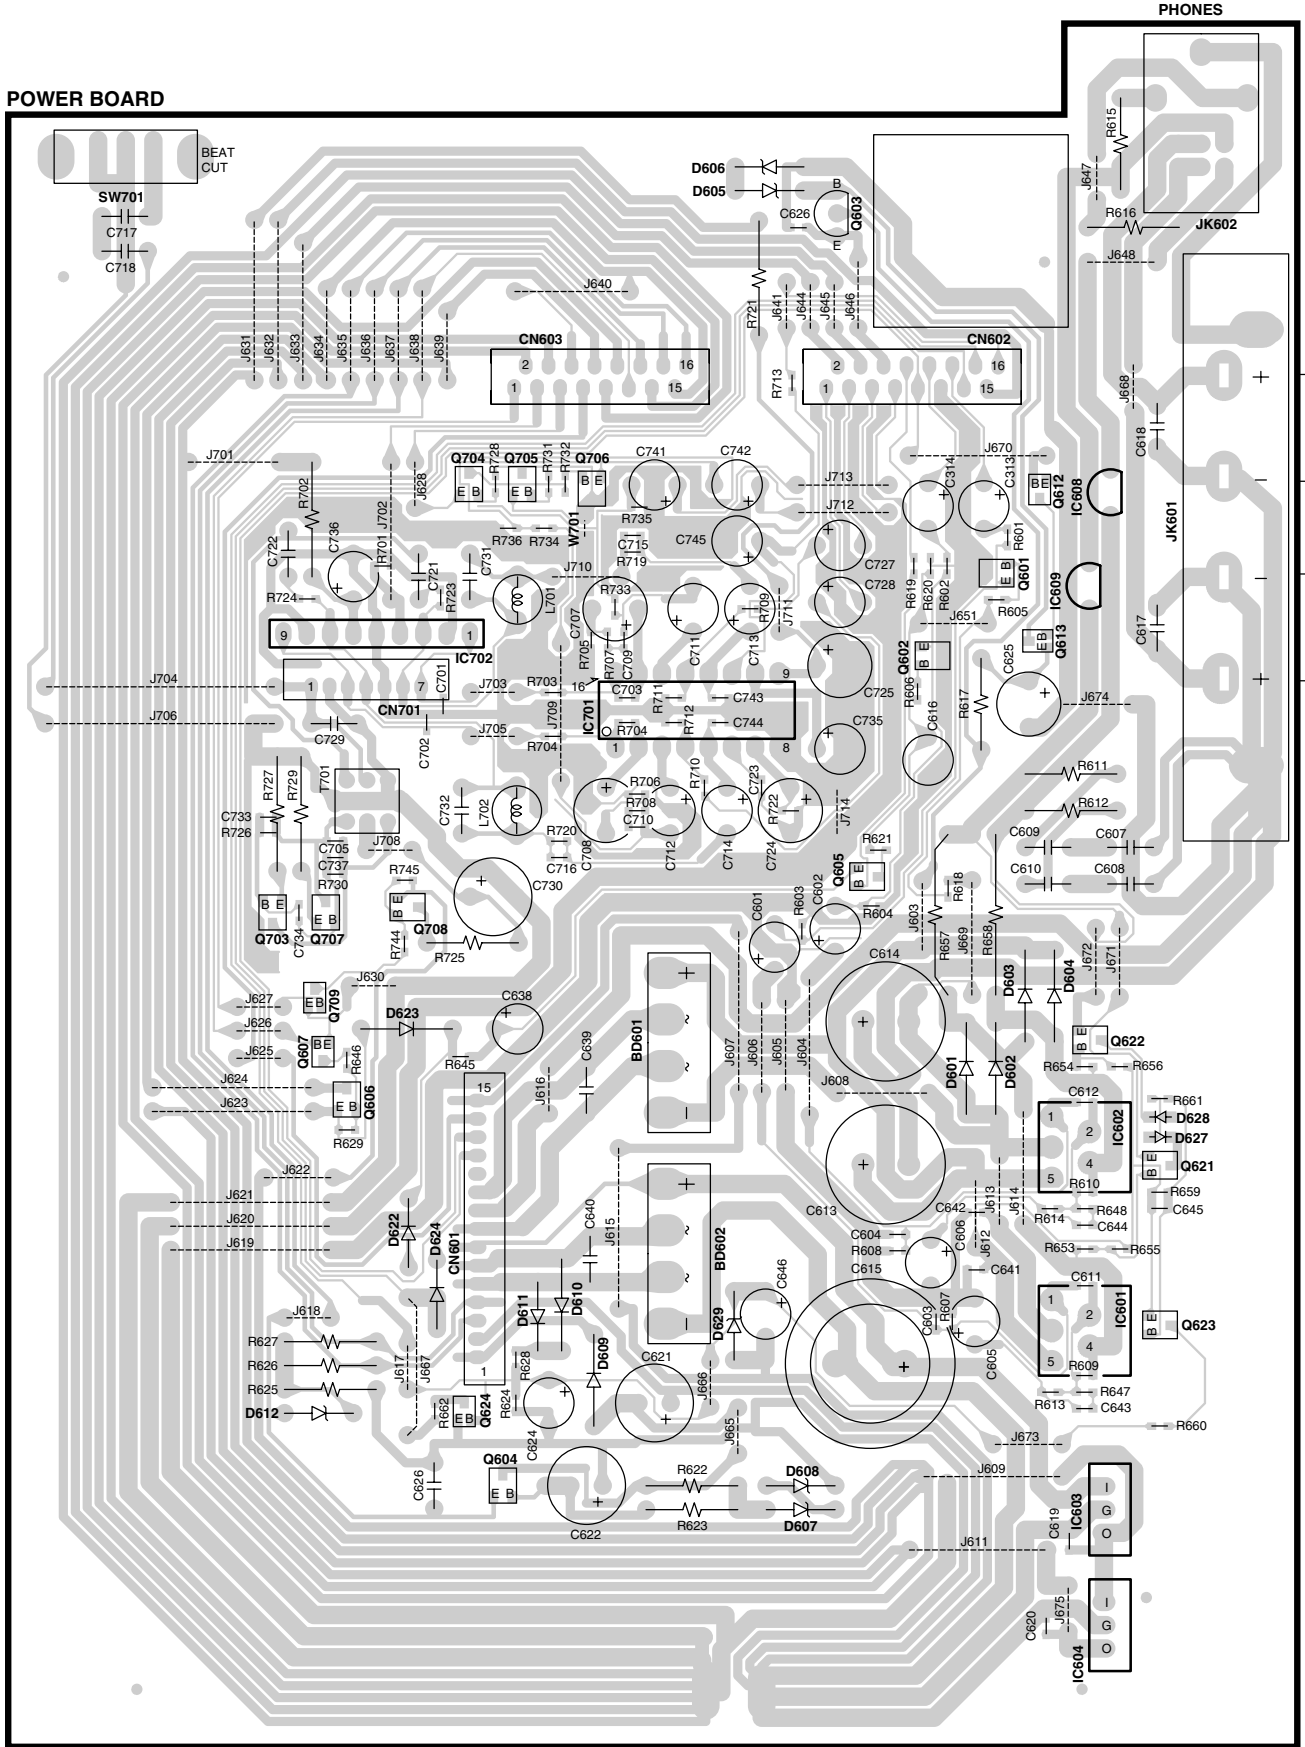 PHONES
POWER BOARD
BEAT
CUT
SW701
C717
C718
D606
D605
C626
B
Q603
E
R615
J647
R616
JK602
J648
J631
J632
J633
J634
J635
J636
J637
J638
J639
J640
R721
J641
J644
J645
J646
CN603
2 16
1 15
R713
CN602
2 16
1 15
J668
+
C618
J701
R702
J702
J628
Q704
E B
R728
Q705
E B
R731
R732
Q706
B E
C741
C742
J713
J712
J670
C314
C313
B E
Q612
IC608
JK601
−
C722
C736
R701
C721
C731
R736
R734
W701
R735
C715
R719
C745
C727
R601
R724
R723
L701
J710
R733
C707
R705
R707
C709
C711
R709
C713
J711
C728
R619
R620
R602
E B
Q601
R605
IC609
−
J651
9 1
IC702
Q602
B E
E B
Q613
C617
1 7
CN701
C701
J704
J706
J703
R703
16
J709
IC701
C703
R711
C743
9
C725
R606
C616
R617
C625
J674
+
C729
C702
J705
R704
R704
R712
C744
1 8
C735
R727
R729
T701
C733
R726
C705
C737
R730
J708
C732
L702
R706
R708
C710
R710
C723
R722
J714
R720
C716
C708
C712
C714
C724
R611
R612
C609
C607
C610
C608
R745
C730
Q605
B E
R621
R618
B E
Q703
C734
E B
Q707
B E
Q708
R744
R725
C601
R603
C602
R604
J603
R657
J669
R658
C614
D603
D604
J672
J671
J630
J627
E B
Q709
J626
D623
C638
J625
Q607
B E
R646
R645
C639
BD601
+
~
~
−
J607
J606
J605
J604
D601
D602
B E
Q622
R654
R656
J624
J623
E B
Q606
R629
15
J616
J608
C612
R661
D628
D627
1
2
4
5
IC602
R610
B E
Q621
J622
J621
J620
J619
D622
D624
CN601
C640
J615
BD602
+
~
~
−
C613
C642
J613
J614
R614
R648
C644
R659
C645
C604
R608
C606
J612
R653
R655
C615
C641
C646
C611
J618
R627
R626
R625
D612
J617
J667
D611
D610
D629
C603
R607
C605
1
2
4
5
IC601
R609
B E
Q623
1
R628
D609
C621
J666
R662
E B
Q624
R624
C624
J665
R647
R613
C643
R660
J673
Q604
E B
C626
C622
R622
R623
D608
D607
J609
IC603
I
G
O
C619
J611
J675
C620
IC604
I
G
O